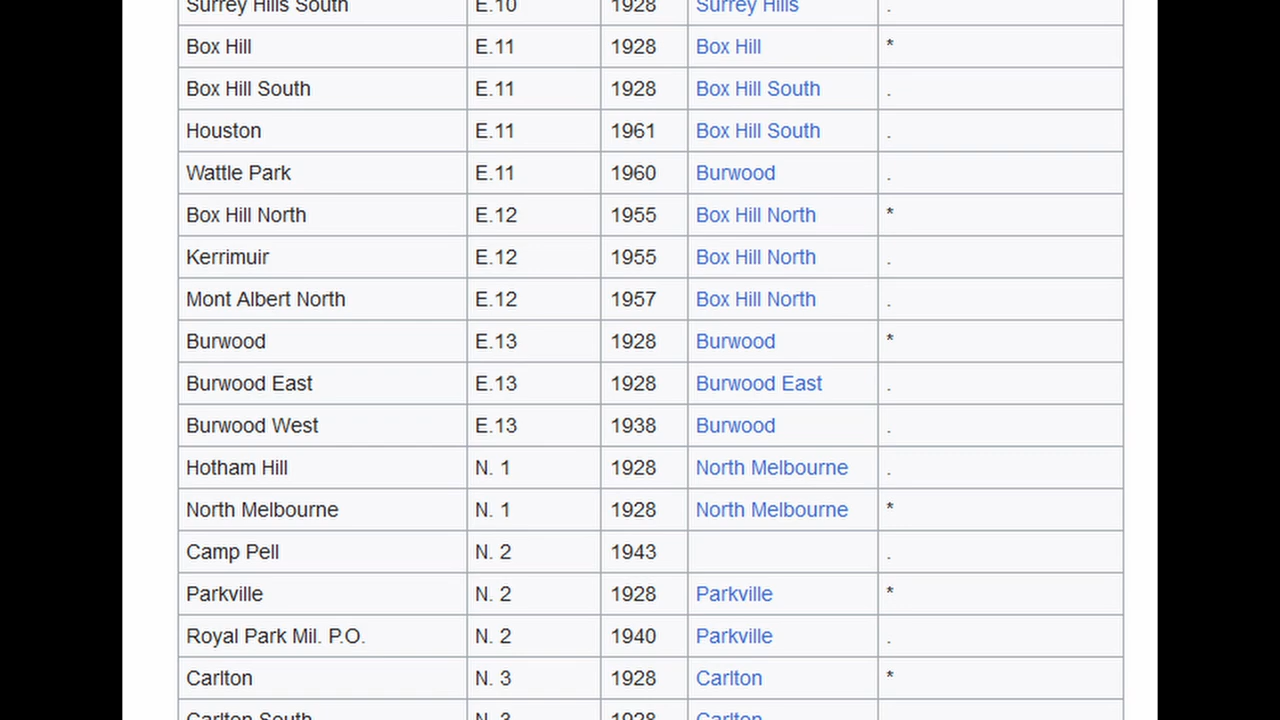 Surrey Hills South E.10 1928 Surrey Hills .
Box Hill E.11 1928 Box Hill *
Box Hill South E.11 1928 Box Hill South .
Houston E.11 1961 Box Hill South .
Wattle Park E.11 1960 Burwood .
Box Hill North E.12 1955 Box Hill North *
Kerrimuir E.12 1955 Box Hill North .
Mont Albert North E.12 1957 Box Hill North .
Burwood E.13 1928 Burwood *
Burwood East E.13 1928 Burwood East .
Burwood West E.13 1938 Burwood .
Hotham Hill N. 1 1928 North Melbourne .
North Melbourne N. 1 1928 North Melbourne *
Camp Pell N. 2 1943 .
Parkville N. 2 1928 Parkville *
Royal Park Mil. P.O. N. 2 1940 Parkville .
Carlton N. 3 1928 Carlton *
Carlton South N. 3 1928 Carlton